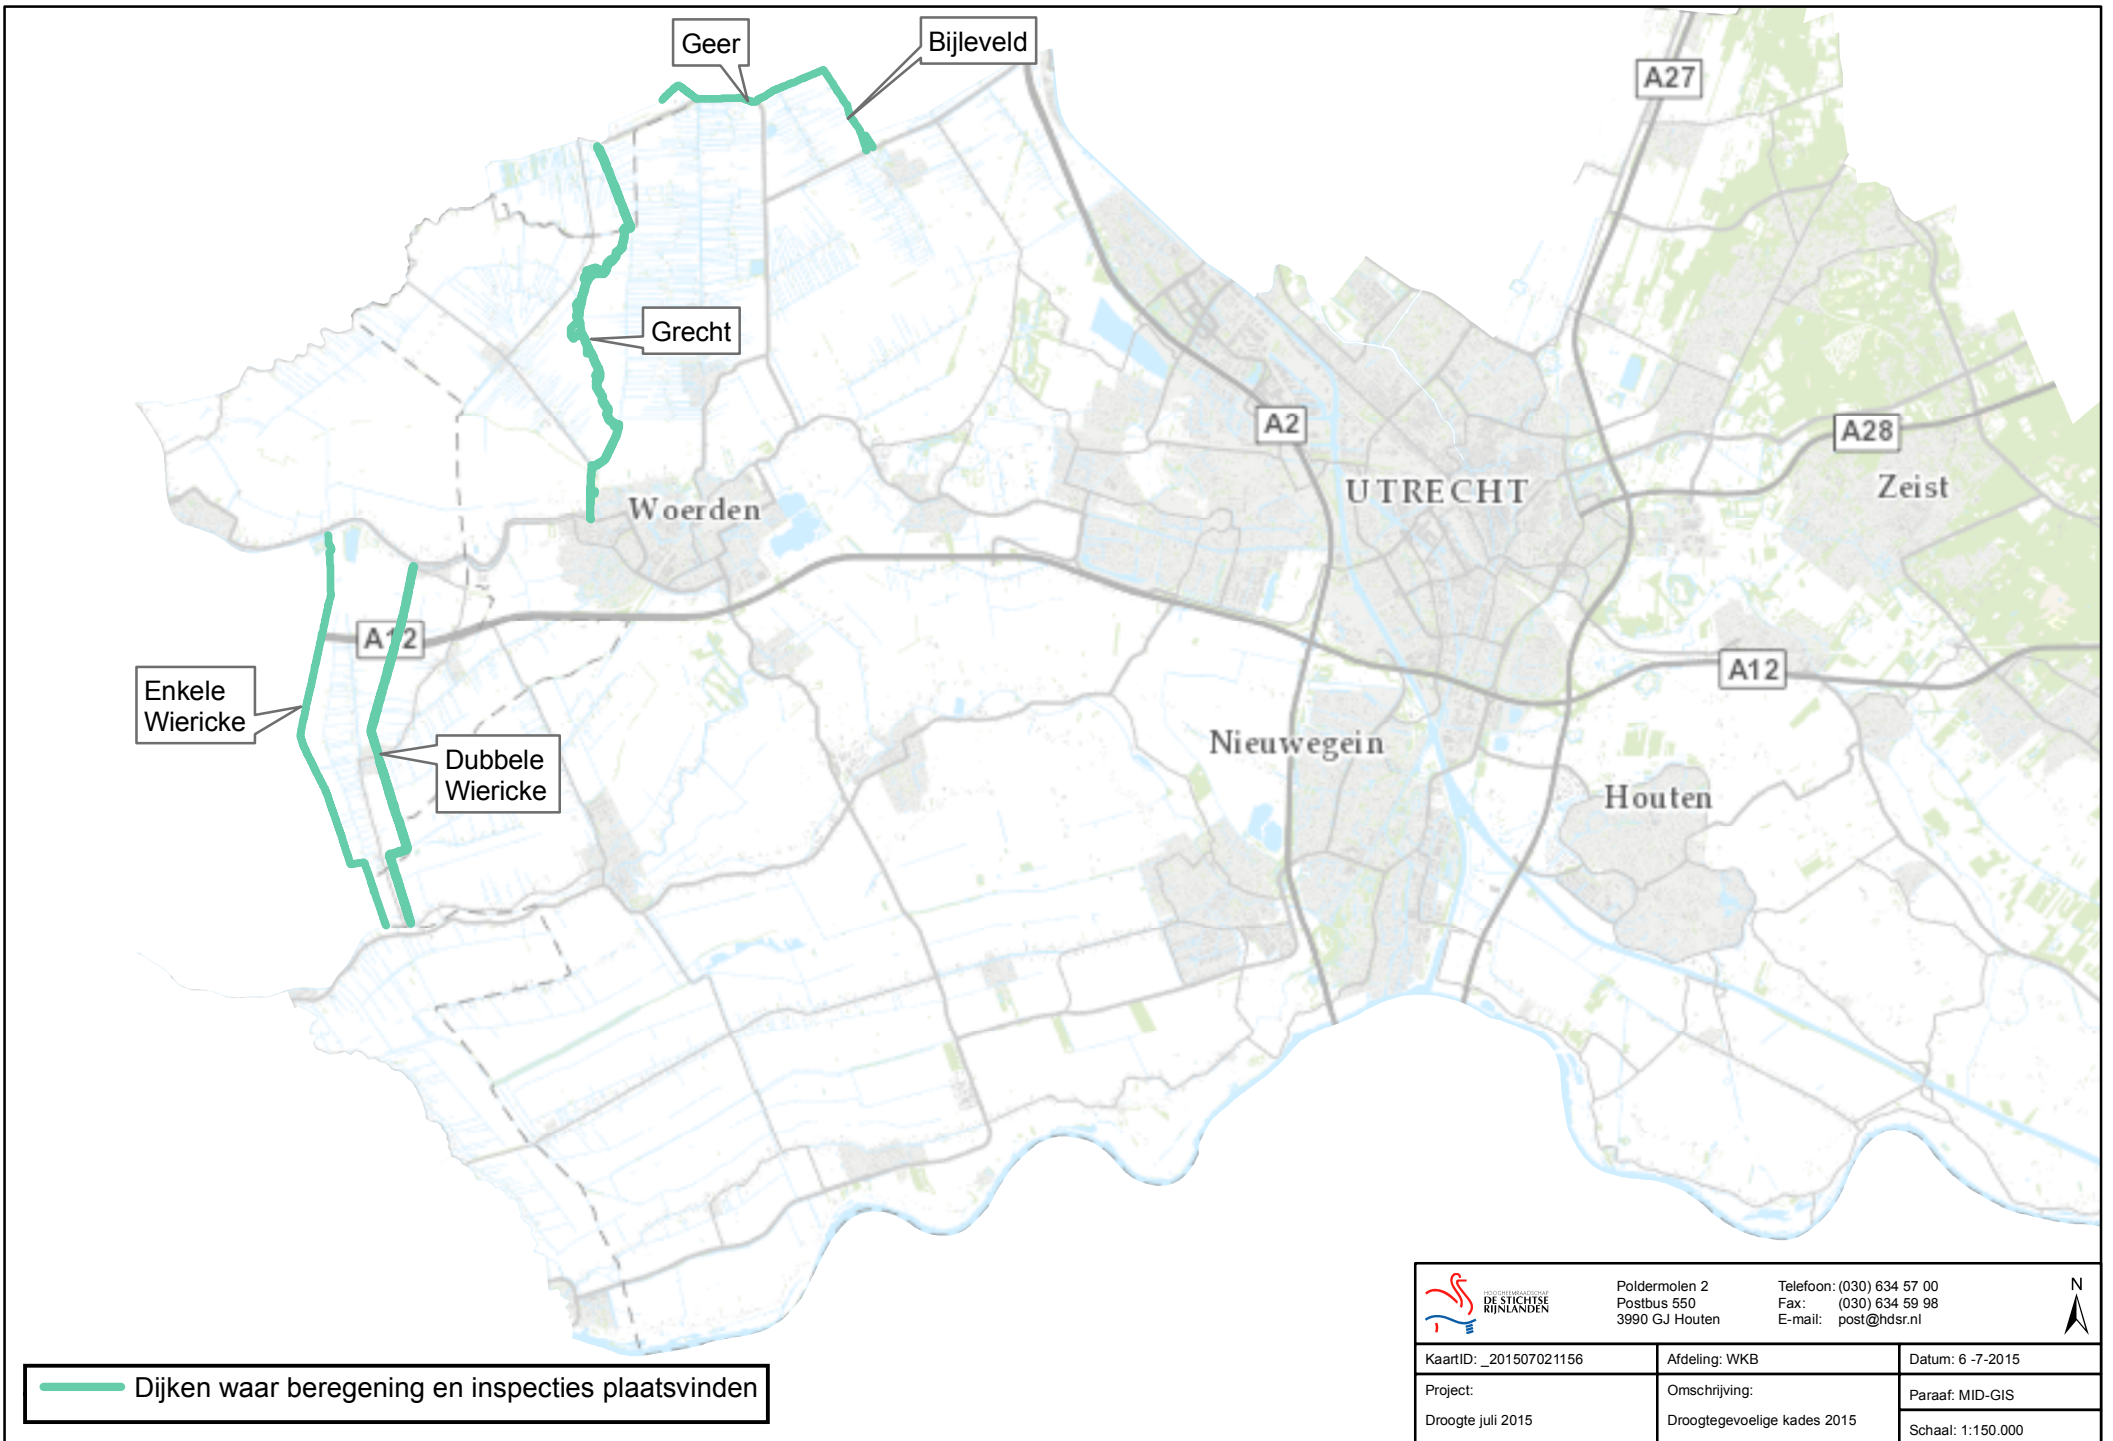 Geer
Bijleveld
A27
Grecht
A2
A28
UTRECHT
Zeist
Woerden
A12
Enkele
Wiericke
A12
Dubbele
Wiericke
Nieuwegein
Houten
HOOGHEEMRAADSCHAP
DE STICHTSE
RIJNLANDEN
Poldermolen 2
Postbus 550
3990 GJ Houten
Telefoon: (030) 634 57 00
Fax: (030) 634 59 98
E-mail: post@hdsr.nl
N
KaartID: _201507021156
Afdeling: WKB
Datum: 6 -7-2015
Project:
Droogte juli 2015
Omschrijving:
Droogtegevoelige kades 2015
Paraaf: MID-GIS
Schaal: 1:150.000
Dijken waar beregening en inspecties plaatsvinden